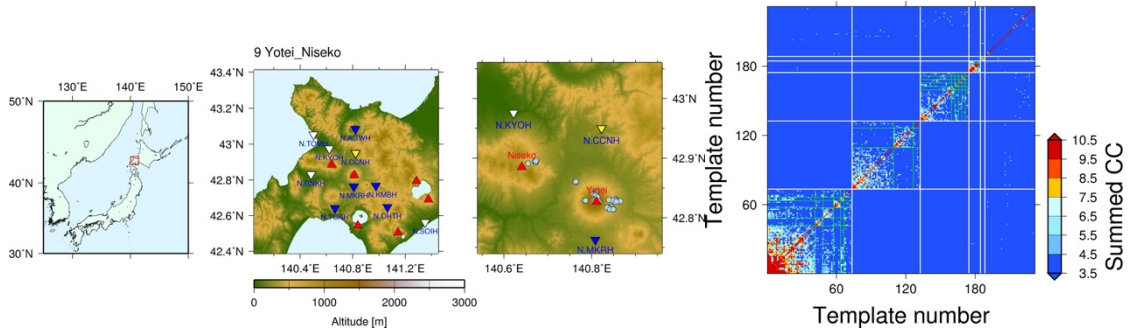 9 Yotei_Niseko
130˚E 140˚E 150˚E
50˚N
40˚N
30˚N
43.4˚N
43.2˚N
43˚N
42.8˚N
42.6˚N
42.4˚N
140.4˚E 140.8˚E 141.2˚E
N.AGWH
N.KYOH
N.CCNH
N.MKRH
N.KMBH
N.OHTH
N.SOIH
0 1000 2000 3000
Altitude [m]
43˚N
42.9˚N
42.8˚N
140.6˚E 140.8˚E
N.KYOH
N.CCNH
Niseko
Yotei
N.MKRH
Template number
180
120
60
60 120 180
Template number
10.5
9.5
8.5
7.5
6.5
5.5
4.5
3.5
Summed CC